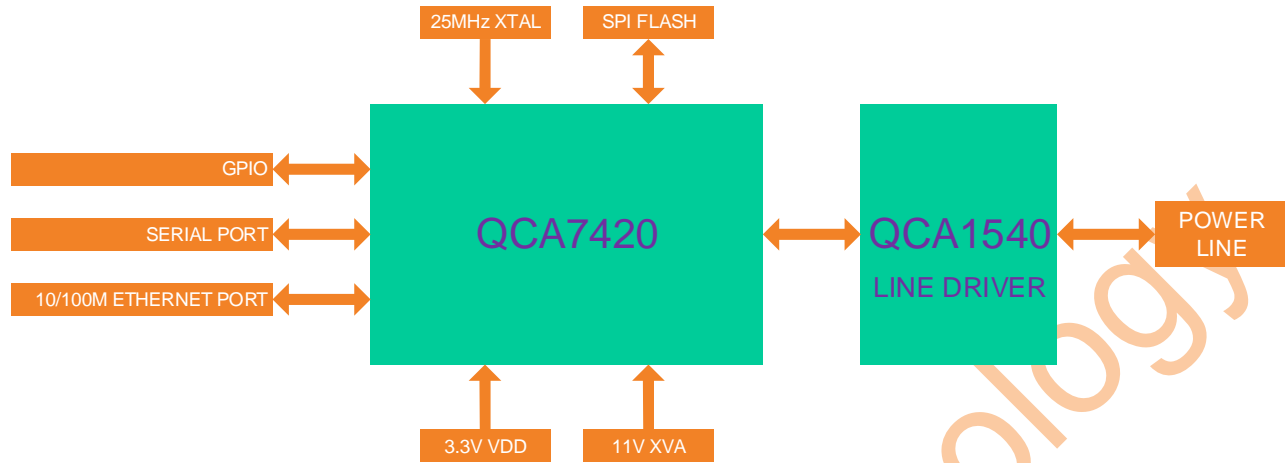 25MHz XTAL
SPI FLASH
GPIO
SERIAL PORT
10/100M ETHERNET PORT
QCA7420
QCA1540
LINE DRIVER
POWER
LINE
3.3V VDD
11V XVA
ology